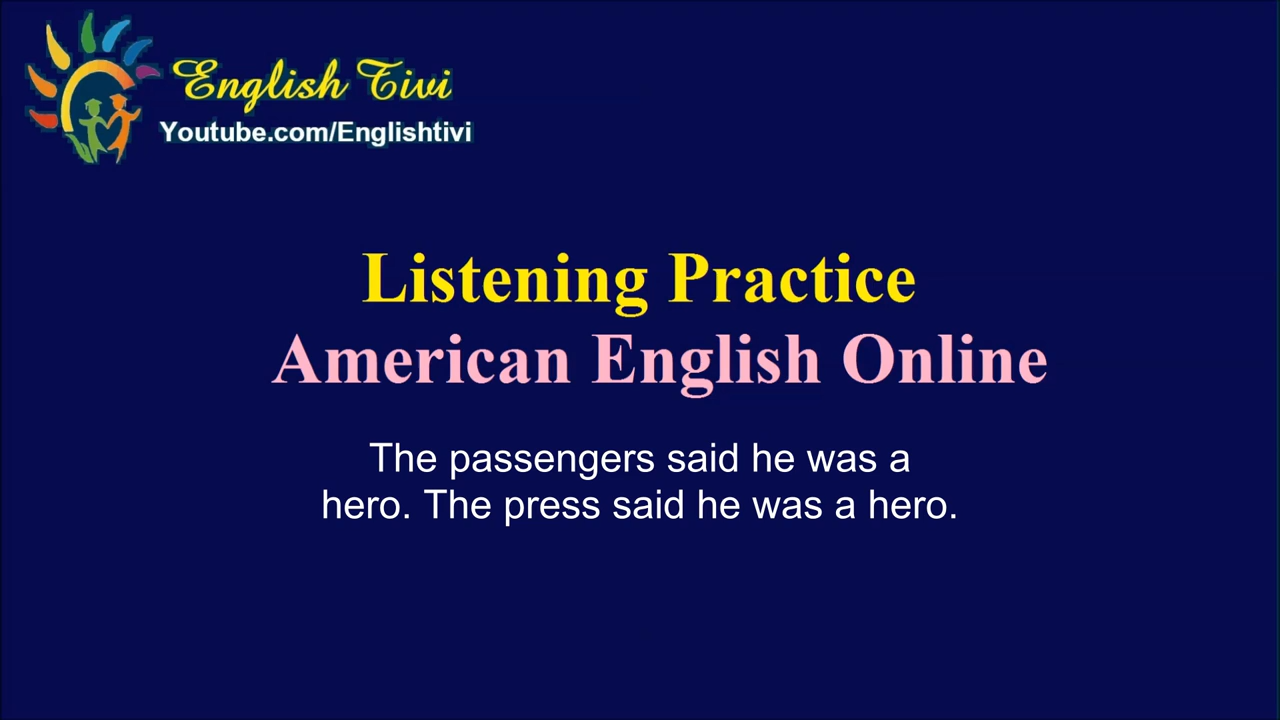 English Tivi
Youtube.com/Englishtivi
Listening Practice
American English Online
The passengers said he was a
hero. The press said he was a hero.